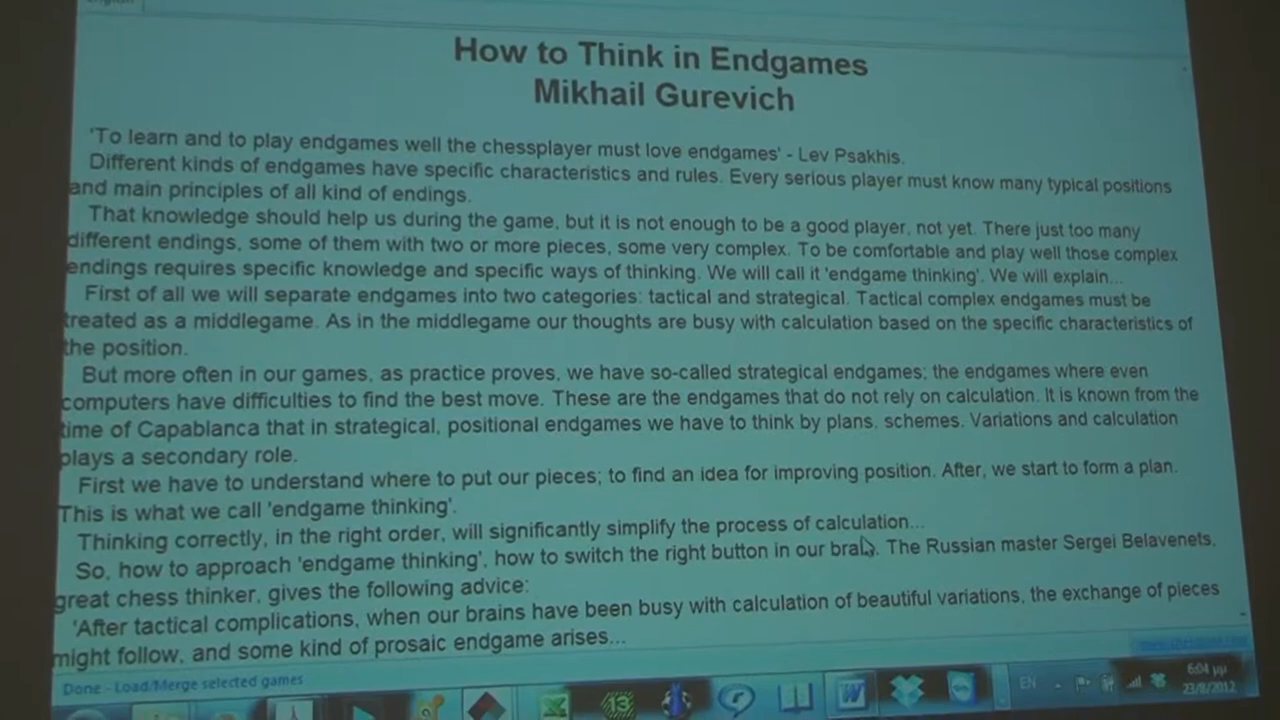 English
How to Think in Endgames
Mikhail Gurevich
'To learn and to play endgames well the chessplayer must love endgames' - Lev Psakhis.
Different kinds of endgames have specific characteristics and rules. Every serious player must know many typical positions
and main principles of all kind of endings.
That knowledge should help us during the game, but it is not enough to be a good player, not yet. There just too many
different endings, some of them with two or more pieces, some very complex. To be comfortable and play well those complex
endings requires specific knowledge and specific ways of thinking. We will call it 'endgame thinking'. We will explain...
First of all we will separate endgames into two categories: tactical and strategical. Tactical complex endgames must be
treated as a middlegame. As in the middlegame our thoughts are busy with calculation based on the specific characteristics of
the position.
But more often in our games, as practice proves, we have so-called strategical endgames; the endgames where even
computers have difficulties to find the best move. These are the endgames that do not rely on calculation. It is known from the
time of Capablanca that in strategical, positional endgames we have to think by plans, schemes. Variations and calculation
plays a secondary role.
First we have to understand where to put our pieces; to find an idea for improving position. After, we start to form a plan.
This is what we call 'endgame thinking'.
Thinking correctly, in the right order, will significantly simplify the process of calculation...
So, how to approach 'endgame thinking', how to switch the right button in our brain. The Russian master Sergei Belavenets,
great chess thinker, gives the following advice:
'After tactical complications, when our brains have been busy with calculation of beautiful variations, the exchange of pieces
might follow, and some kind of prosaic endgame arises...
Done - Load/Merge selected games
13
W
EN
6:04 μμ
23/8/2012